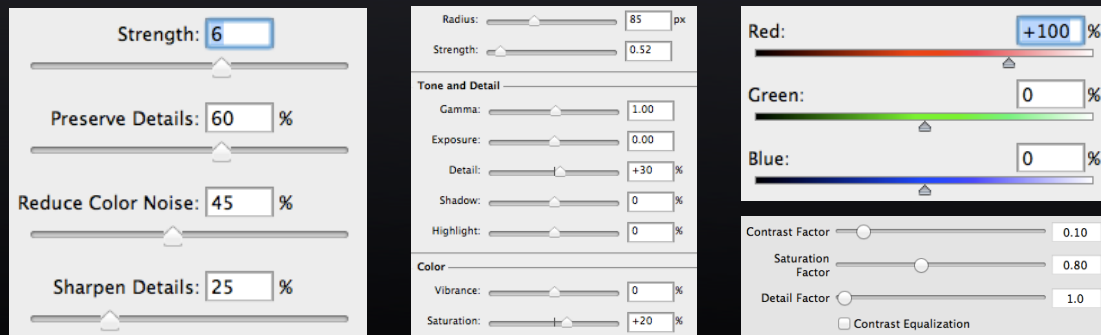 Strength: 6
Preserve Details: 60 %
Reduce Color Noise: 45 %
Sharpen Details: 25 %
Radius: 85 px
Strength: 0.52
Tone and Detail
Gamma: 1.00
Exposure: 0.00
Detail: +30 %
Shadow: 0 %
Highlight: 0 %
Color
Vibrance: 0 %
Saturation: +20 %
Red: +100 %
Green: 0 %
Blue: 0 %
Contrast Factor 0.10
Saturation
Factor 0.80
Detail Factor 1.0
Contrast Equalization